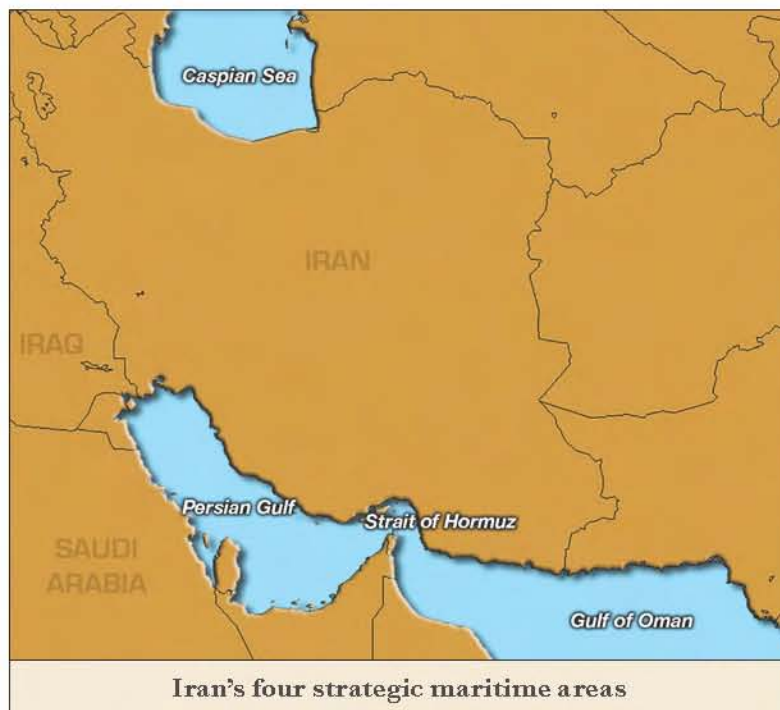 Caspian Sea
IRAN
IRAQ
Persian Gulf
Strait of Hormuz
SAUDI
ARABIA
Gulf of Oman
Iran's four strategic maritime areas